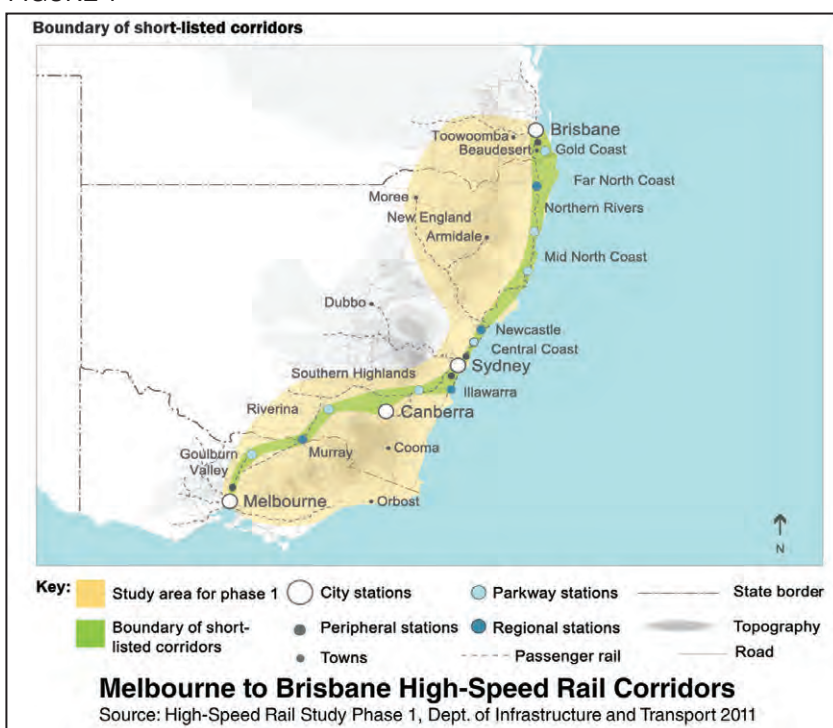 Boundary of short-listed corridors
Brisbane
Toowoomba
Beaudesert
Gold Coast
Far North Coast
Moree
New England
Northern Rivers
Armidale
Mid North Coast
Dubbo
Newcastle
Central Coast
Sydney
Southern Highlands
Illawarra
Riverina
Canberra
Goulburn
Valley
Murray
Cooma
Melbourne
Orbost
N
Key:
Study area for phase 1
City stations
Parkway stations
State border
Boundary of short-
listed corridors
Peripheral stations
Regional stations
Topography
Towns
Passenger rail
Road
Melbourne to Brisbane High-Speed Rail Corridors
Source: High-Speed Rail Study Phase 1, Dept. of Infrastructure and Transport 2011